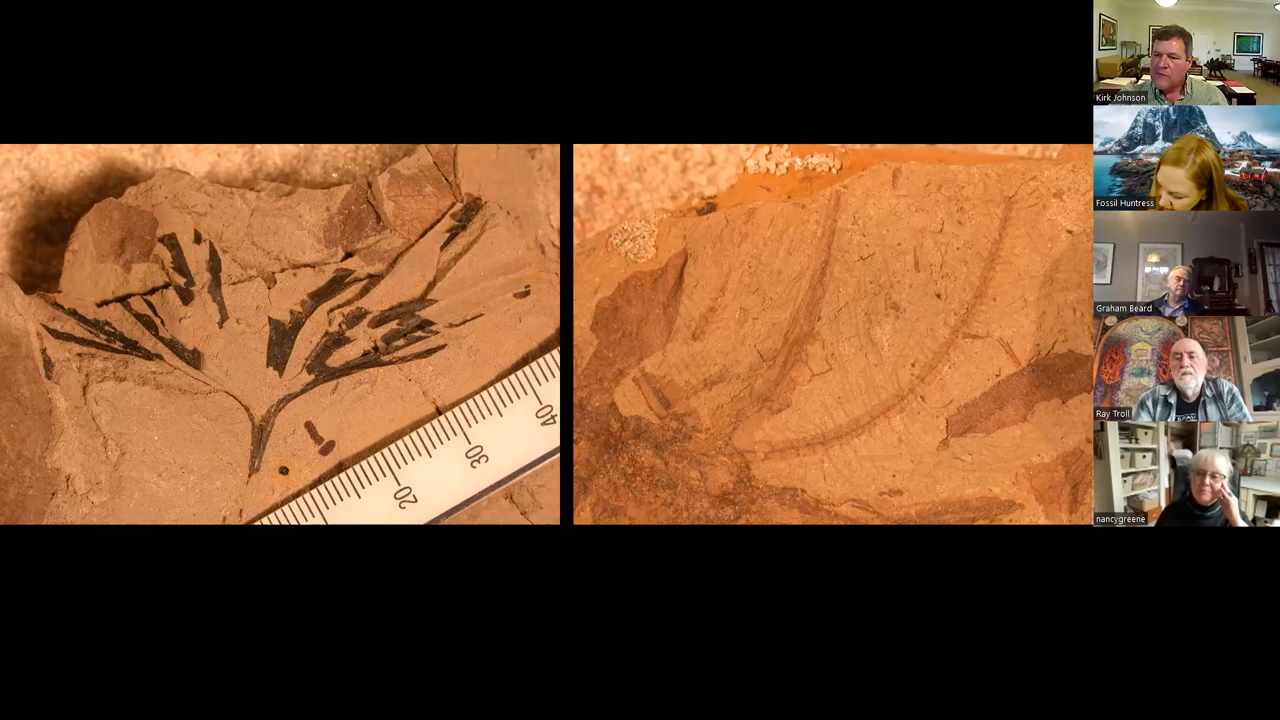 20
30
40
Kirk Johnson
Fossil Huntress
Graham Beard
Ray Troll
nancygreene